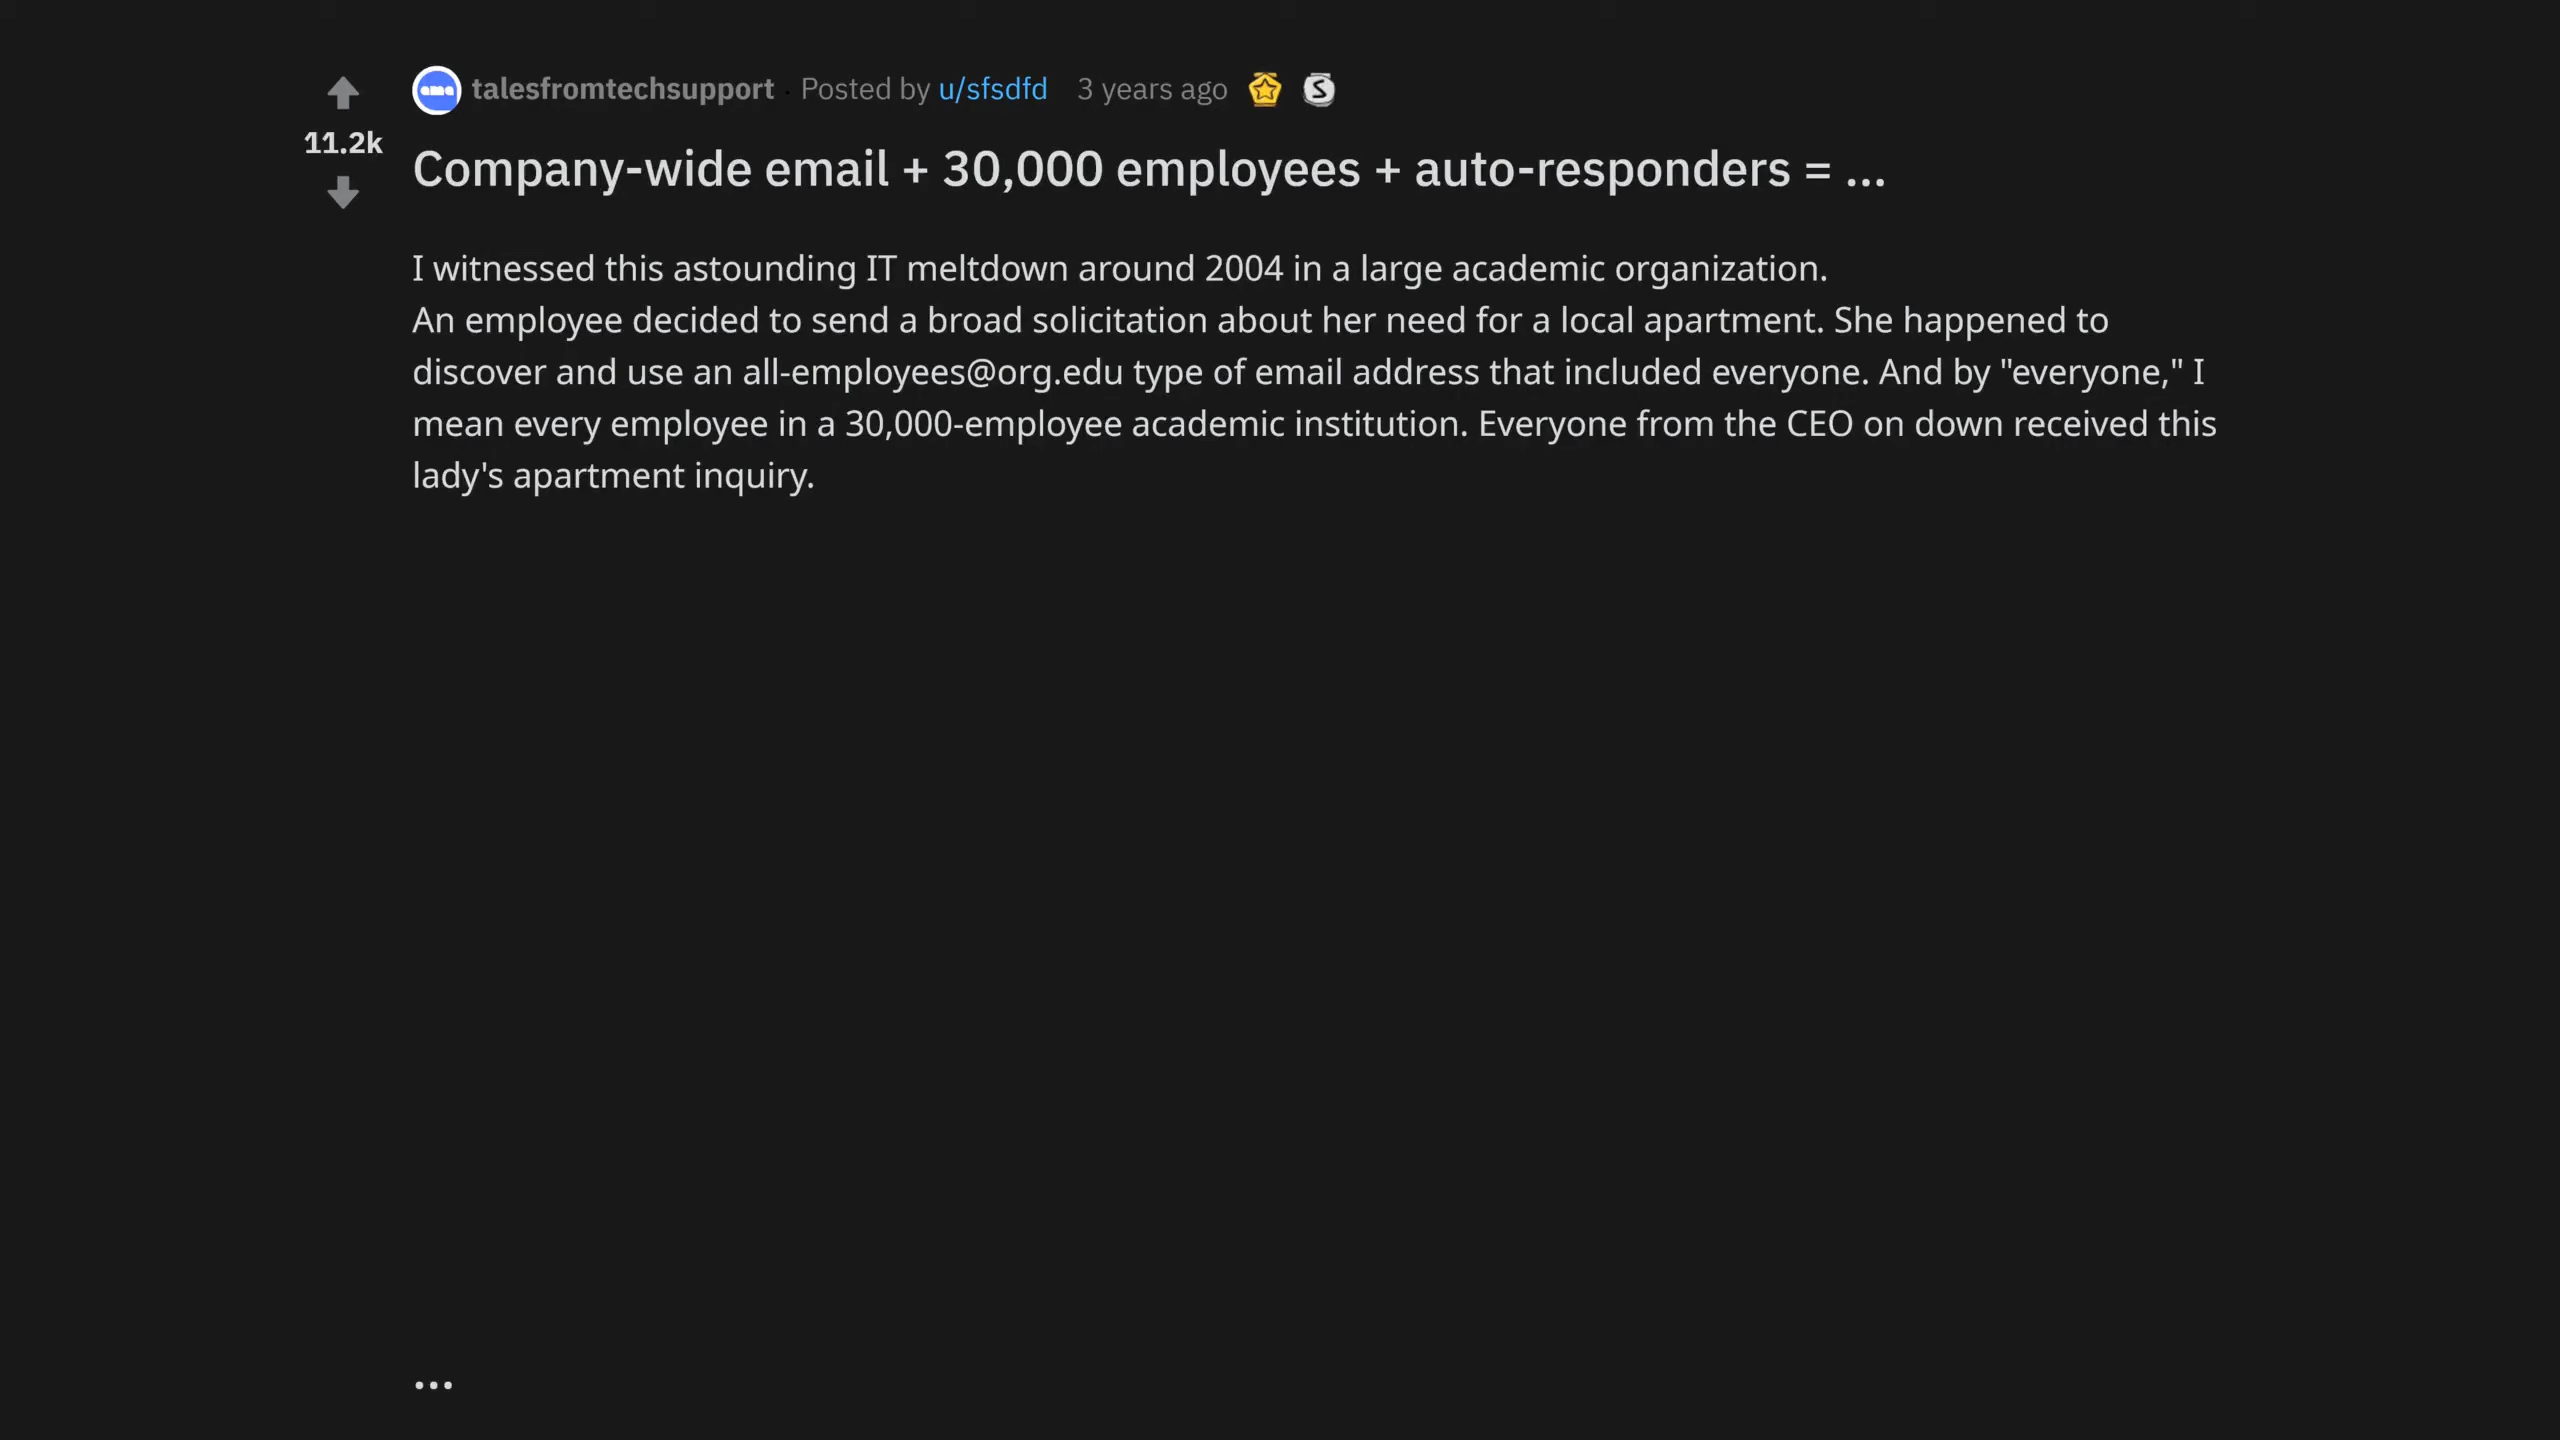 talesfromtechsupport · Posted by u/sfsdfd 3 years ago
11.2k
Company-wide email + 30,000 employees + auto-responders = ...
I witnessed this astounding IT meltdown around 2004 in a large academic organization.
An employee decided to send a broad solicitation about her need for a local apartment. She happened to
discover and use an all-employees@org.edu type of email address that included everyone. And by "everyone," I
mean every employee in a 30,000-employee academic institution. Everyone from the CEO on down received this
lady's apartment inquiry.
...